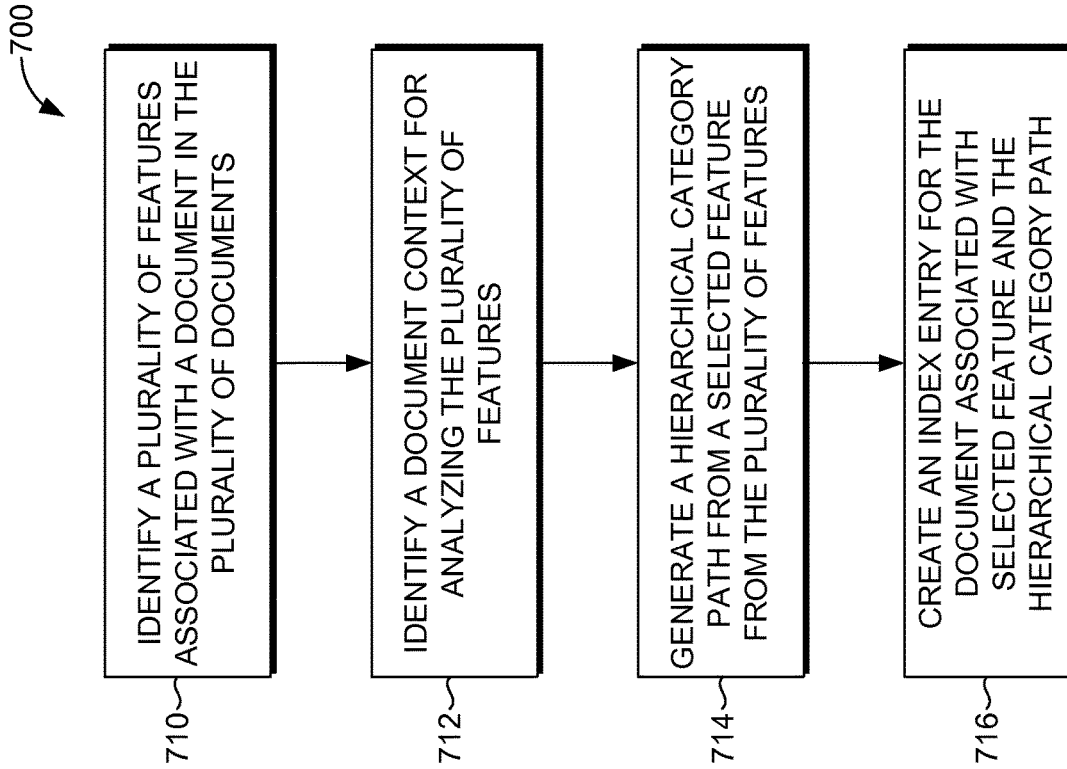 700
710
IDENTIFY A PLURALITY OF FEATURES
ASSOCIATED WITH A DOCUMENT IN THE
PLURALITY OF DOCUMENTS
712
IDENTIFY A DOCUMENT CONTEXT FOR
ANALYZING THE PLURALITY OF
FEATURES
714
GENERATE A HIERARCHICAL CATEGORY
PATH FROM A SELECTED FEATURE
FROM THE PLURALITY OF FEATURES
716
CREATE AN INDEX ENTRY FOR THE
DOCUMENT ASSOCIATED WITH
SELECTED FEATURE AND THE
HIERARCHICAL CATEGORY PATH